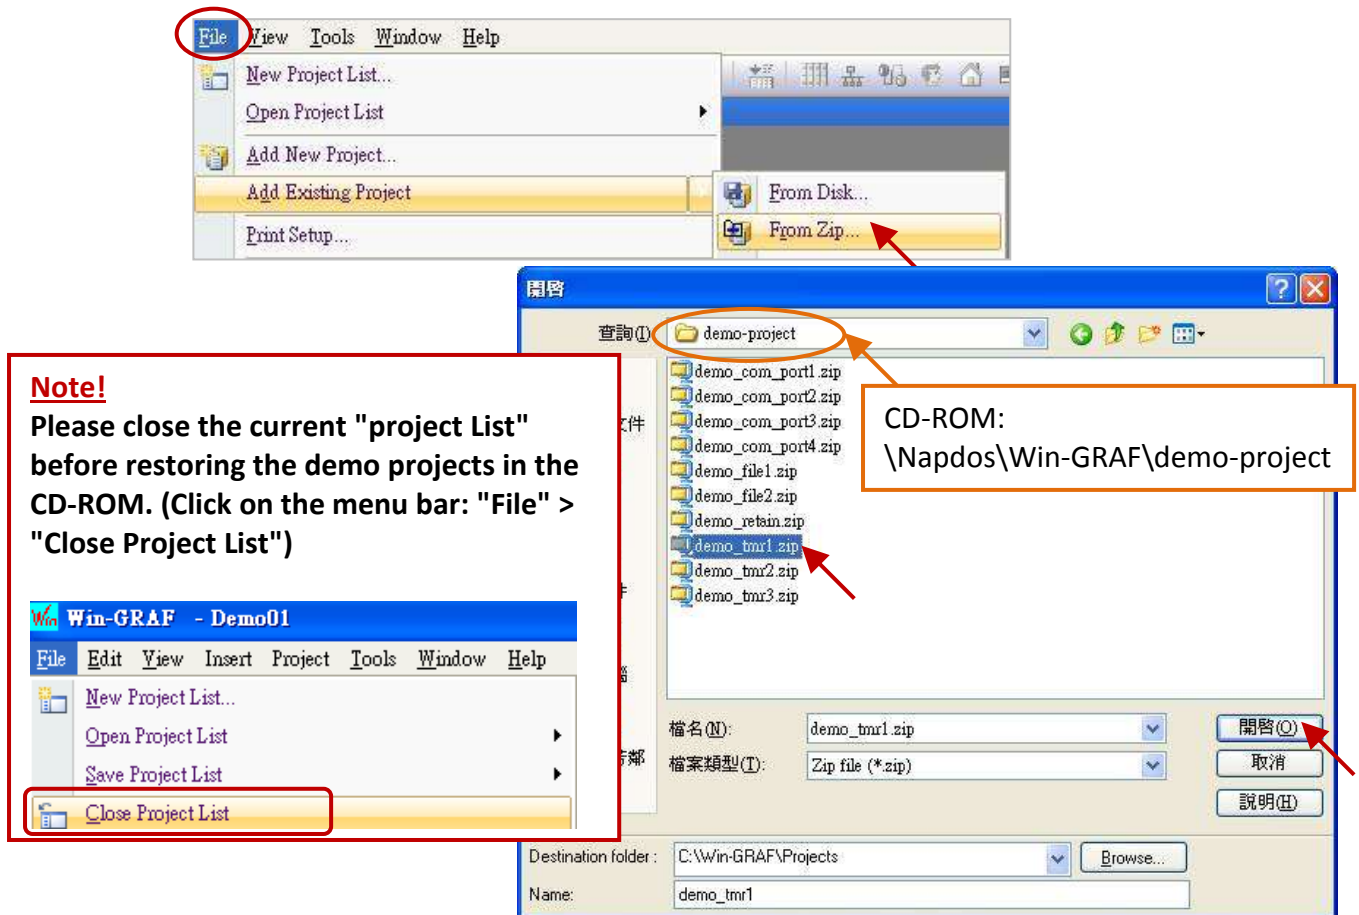 File View Tools Window Help
New Project List...
Open Project List
Add New Project...
Add Existing Project
From Disk...
Print Setup...
From Zip...
開啓
查詢(I)
demo-project
demo_com_port1.zip
demo_com_port2.zip
demo_com_port3.zip
demo_com_port4.zip
demo_file1.zip
demo_file2.zip
demo_retain.zip
demo_tmr1.zip
demo_tmr2.zip
demo_tmr3.zip
CD-ROM:
\Napdos\Win-GRAF\demo-project
Note!
Please close the current "project List"
before restoring the demo projects in the
CD-ROM. (Click on the menu bar: "File" >
"Close Project List")
Win-GRAF - Demo01
File Edit View Insert Project Tools Window Help
New Project List...
Open Project List
Save Project List
Close Project List
檔名(N): demo_tmr1.zip 開啓(O)
檔案類型(T): Zip file (*.zip) 取消
說明(H)
Destination folder : C:\Win-GRAF\Projects Browse...
Name: demo_tmr1